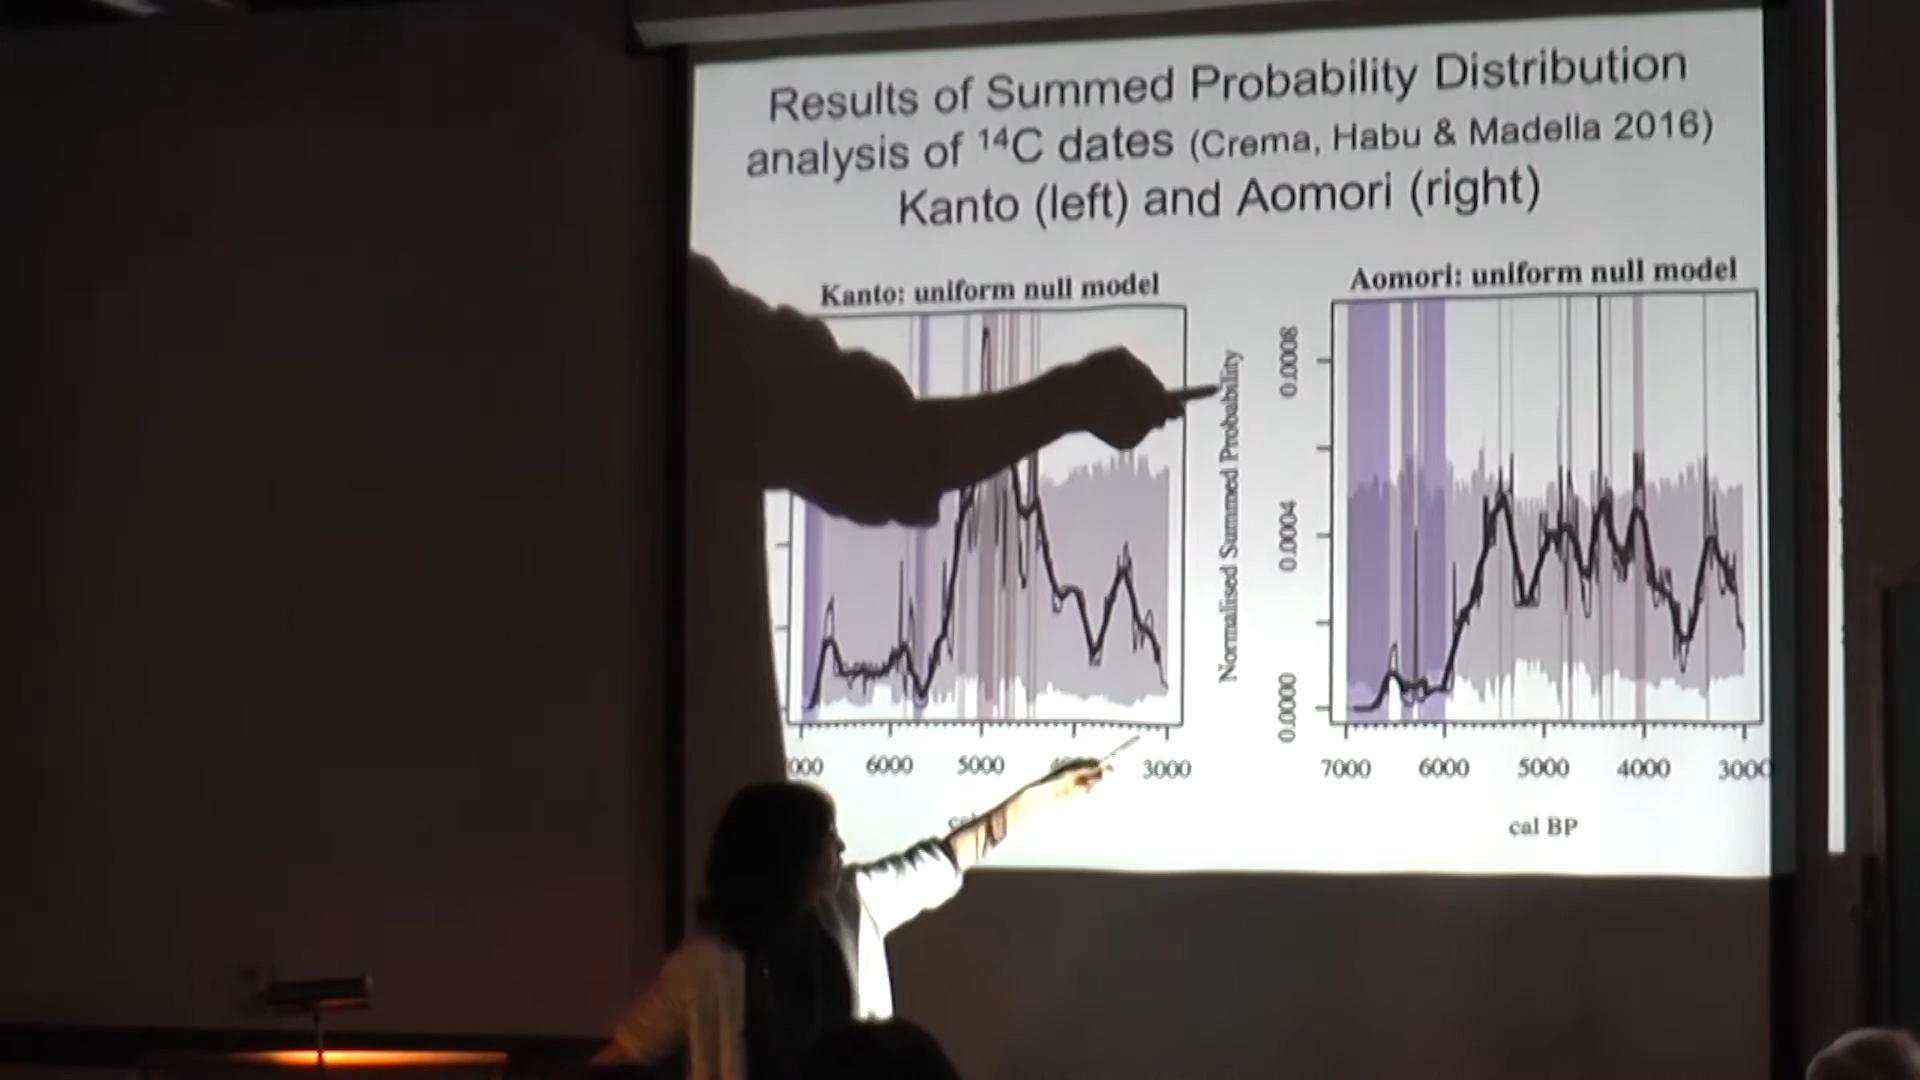 Results of Summed Probability Distribution
analysis of ¹⁴C dates (Crema, Habu & Madella 2016)
Kanto (left) and Aomori (right)
Kanto: uniform null model
6000 5000 3000
Aomori: uniform null model
Normalised Summed Probability
0.0008
0.0004
0.0000
7000 6000 5000 4000 3000
cal BP